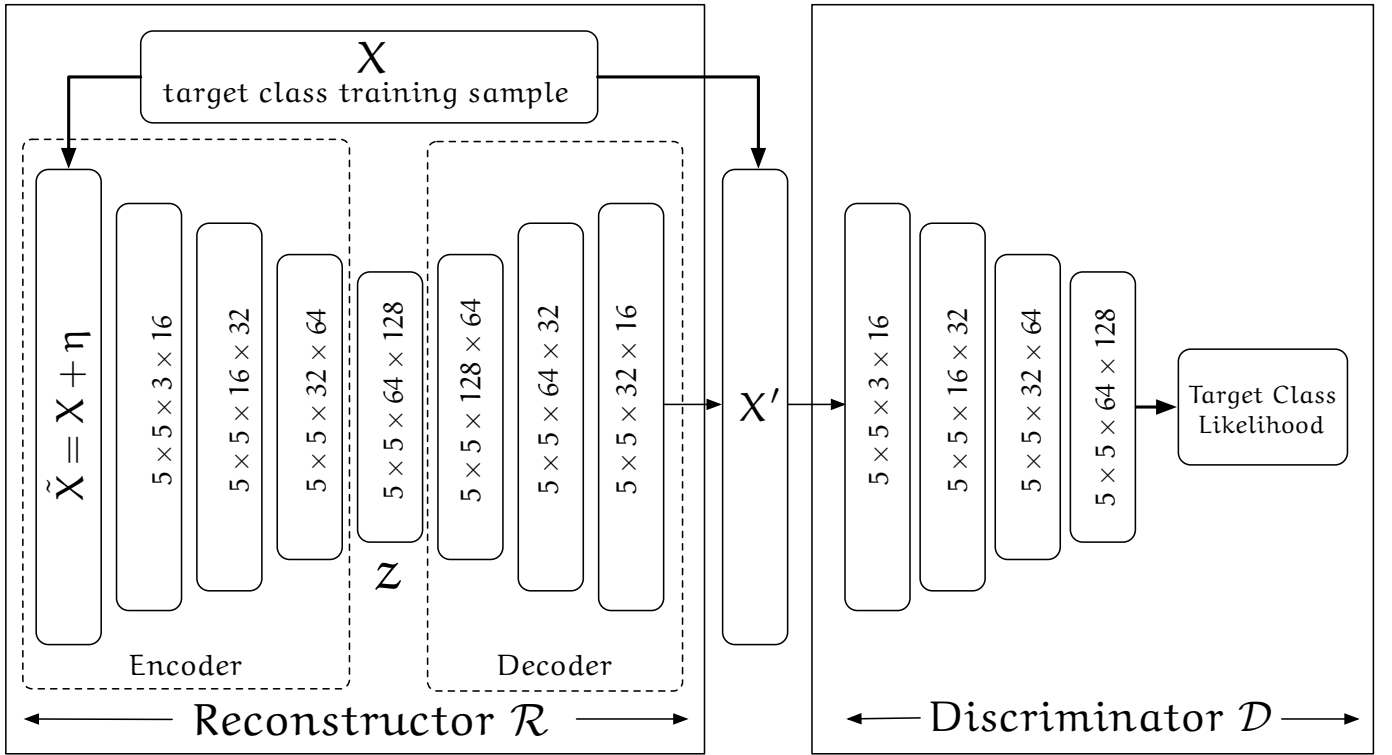 X
target class training sample
X̃ = X + η
5 × 5 × 3 × 16
5 × 5 × 16 × 32
5 × 5 × 32 × 64
5 × 5 × 64 × 128
z
5 × 5 × 128 × 64
5 × 5 × 64 × 32
5 × 5 × 32 × 16
Encoder
Decoder
Reconstructor R
X′
5 × 5 × 3 × 16
5 × 5 × 16 × 32
5 × 5 × 32 × 64
5 × 5 × 64 × 128
Target Class
Likelihood
Discriminator D